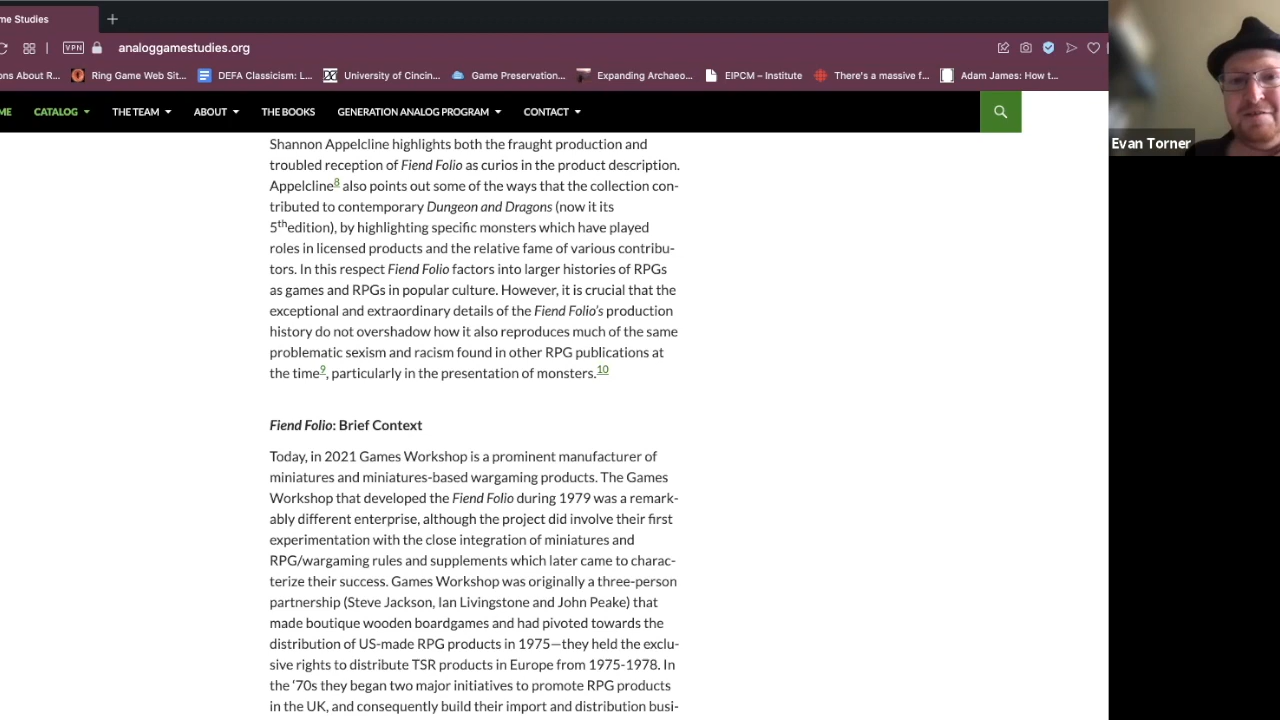 me Studies
VPN analoggamestudies.org
ons About R... Ring Game Web Sit... DEFA Classicism: L... University of Cincin... Game Preservation... Expanding Archaeo... EIPCM – Institute There's a massive f... Adam James: How t...
ME CATALOG THE TEAM ABOUT THE BOOKS GENERATION ANALOG PROGRAM CONTACT
Evan Torner
Shannon Appelcline highlights both the fraught production and
troubled reception of Fiend Folio as curios in the product description.
Appelcline8 also points out some of the ways that the collection con-
tributed to contemporary Dungeon and Dragons (now it its
5thedition), by highlighting specific monsters which have played
roles in licensed products and the relative fame of various contribu-
tors. In this respect Fiend Folio factors into larger histories of RPGs
as games and RPGs in popular culture. However, it is crucial that the
exceptional and extraordinary details of the Fiend Folio's production
history do not overshadow how it also reproduces much of the same
problematic sexism and racism found in other RPG publications at
the time9, particularly in the presentation of monsters.10
Fiend Folio: Brief Context
Today, in 2021 Games Workshop is a prominent manufacturer of
miniatures and miniatures-based wargaming products. The Games
Workshop that developed the Fiend Folio during 1979 was a remark-
ably different enterprise, although the project did involve their first
experimentation with the close integration of miniatures and
RPG/wargaming rules and supplements which later came to charac-
terize their success. Games Workshop was originally a three-person
partnership (Steve Jackson, Ian Livingstone and John Peake) that
made boutique wooden boardgames and had pivoted towards the
distribution of US-made RPG products in 1975—they held the exclu-
sive rights to distribute TSR products in Europe from 1975-1978. In
the '70s they began two major initiatives to promote RPG products
in the UK, and consequently build their import and distribution busi-